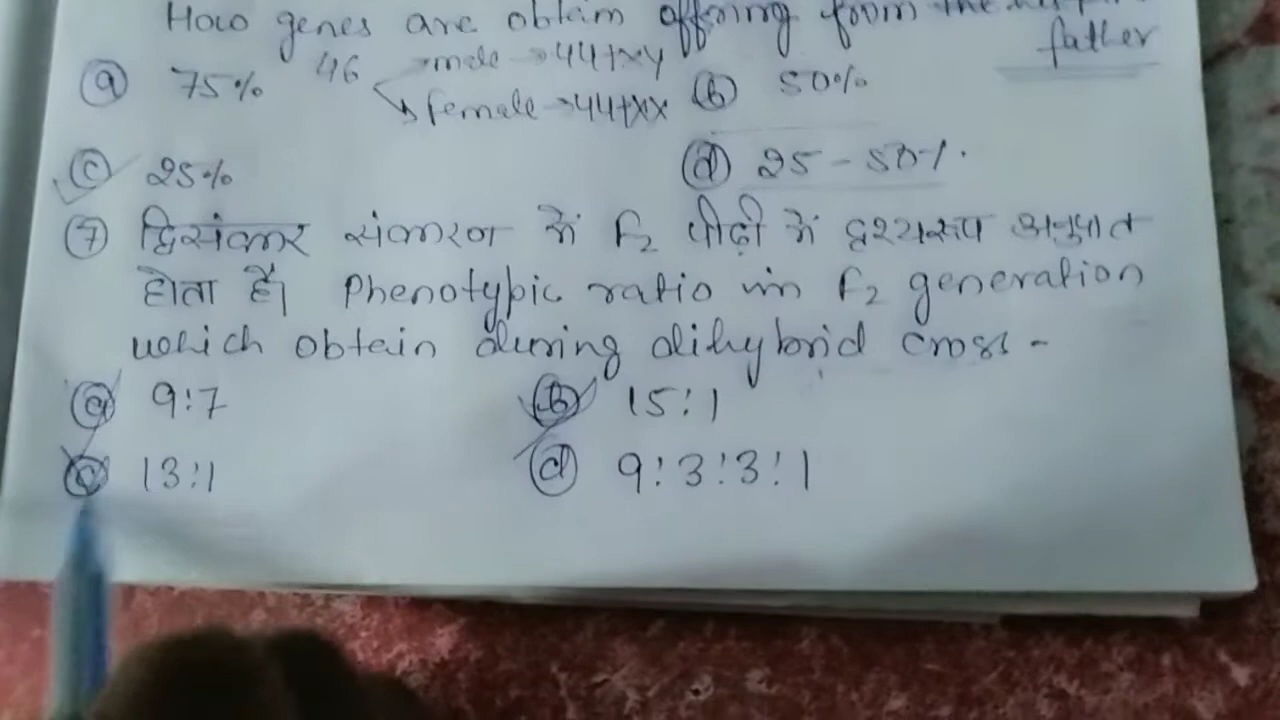 How genes are obtain offring from the his
father
46 male → 44+xy
female → 44+xx
ⓐ 75% ⓑ 50%
ⓒ 25% ⓓ 25-50%.
⑦ द्विसंकार संकरण में F₂ पीढ़ी में दृश्यरूप अनुपात
होता है। Phenotypic ratio in F₂ generation
which obtain during dihybrid cross -
ⓐ 9:7 ⓑ 15:1
ⓒ 13:1 ⓓ 9:3:3:1